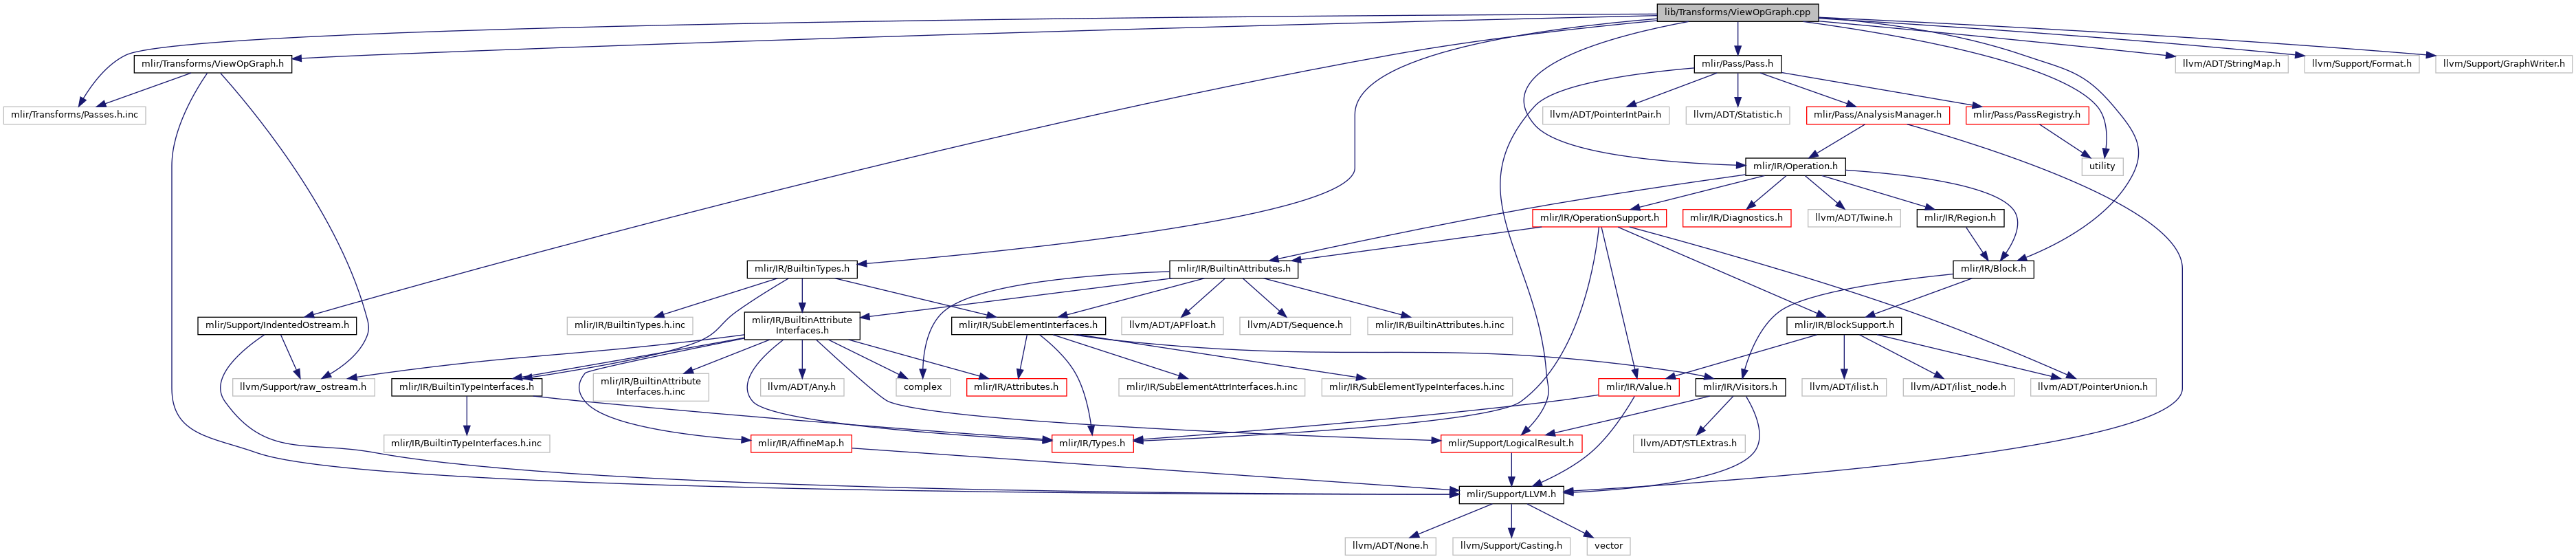 lib/Transforms/ViewOpGraph.cpp
mlir/Transforms/ViewOpGraph.h
mlir/Pass/Pass.h
llvm/ADT/StringMap.h
llvm/Support/Format.h
llvm/Support/GraphWriter.h
mlir/Transforms/Passes.h.inc
llvm/ADT/PointerIntPair.h
llvm/ADT/Statistic.h
mlir/Pass/AnalysisManager.h
mlir/Pass/PassRegistry.h
mlir/IR/Operation.h
utility
mlir/IR/OperationSupport.h
mlir/IR/Diagnostics.h
llvm/ADT/Twine.h
mlir/IR/Region.h
mlir/IR/BuiltinTypes.h
mlir/IR/BuiltinAttributes.h
mlir/IR/Block.h
mlir/Support/IndentedOstream.h
mlir/IR/BuiltinTypes.h.inc
mlir/IR/BuiltinAttribute
Interfaces.h
mlir/IR/SubElementInterfaces.h
llvm/ADT/APFloat.h
llvm/ADT/Sequence.h
mlir/IR/BuiltinAttributes.h.inc
mlir/IR/BlockSupport.h
llvm/Support/raw_ostream.h
mlir/IR/BuiltinTypeInterfaces.h
mlir/IR/BuiltinAttribute
Interfaces.h.inc
llvm/ADT/Any.h
complex
mlir/IR/Attributes.h
mlir/IR/SubElementAttrInterfaces.h.inc
mlir/IR/SubElementTypeInterfaces.h.inc
mlir/IR/Value.h
mlir/IR/Visitors.h
llvm/ADT/ilist.h
llvm/ADT/ilist_node.h
llvm/ADT/PointerUnion.h
mlir/IR/BuiltinTypeInterfaces.h.inc
mlir/IR/AffineMap.h
mlir/IR/Types.h
mlir/Support/LogicalResult.h
llvm/ADT/STLExtras.h
mlir/Support/LLVM.h
llvm/ADT/None.h
llvm/Support/Casting.h
vector